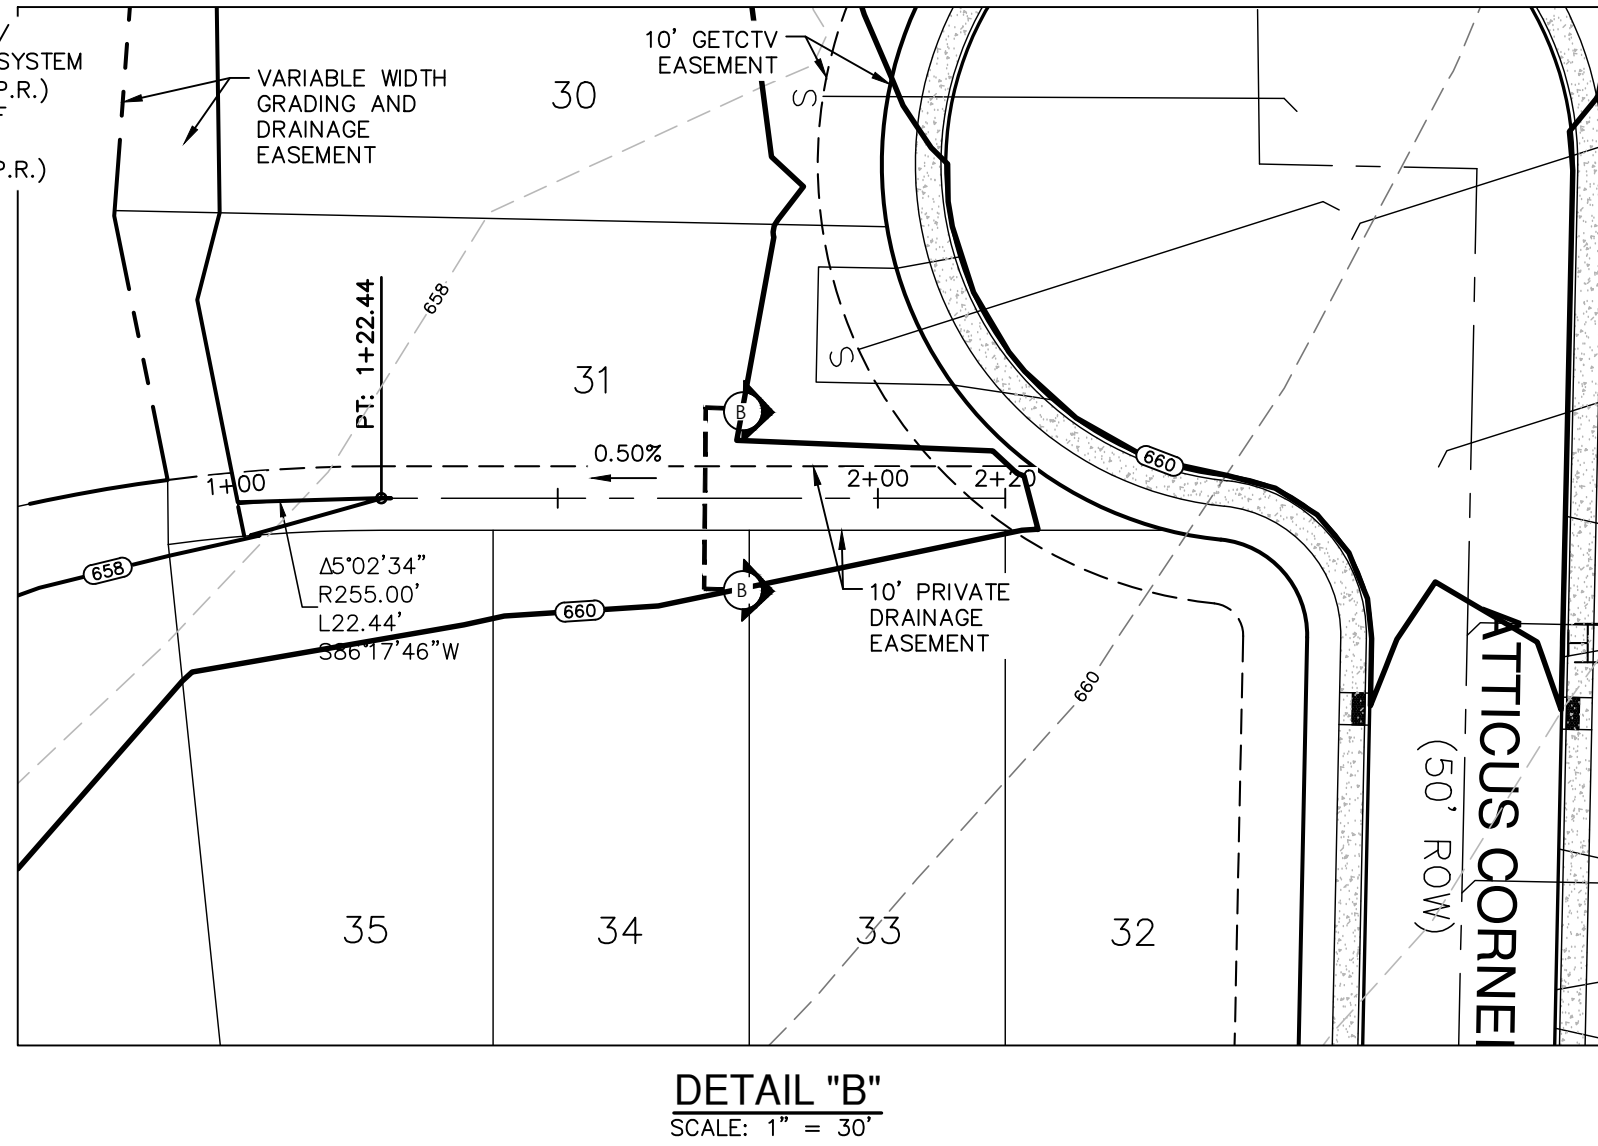 SYSTEM
P.R.)
P.R.)
VARIABLE WIDTH
GRADING AND
DRAINAGE
EASEMENT
30
10' GETCTV
EASEMENT
S
658
PT: 1+22.44
31
S
B
0.50%
1+00
2+00
2+20
660
658
Δ5°02'34"
R255.00'
L22.44'
S86°17'46"W
660
B
10' PRIVATE
DRAINAGE
EASEMENT
660
ATTICUS CORNE
(50' ROW)
H
35
34
33
32
DETAIL "B"
SCALE: 1" = 30'